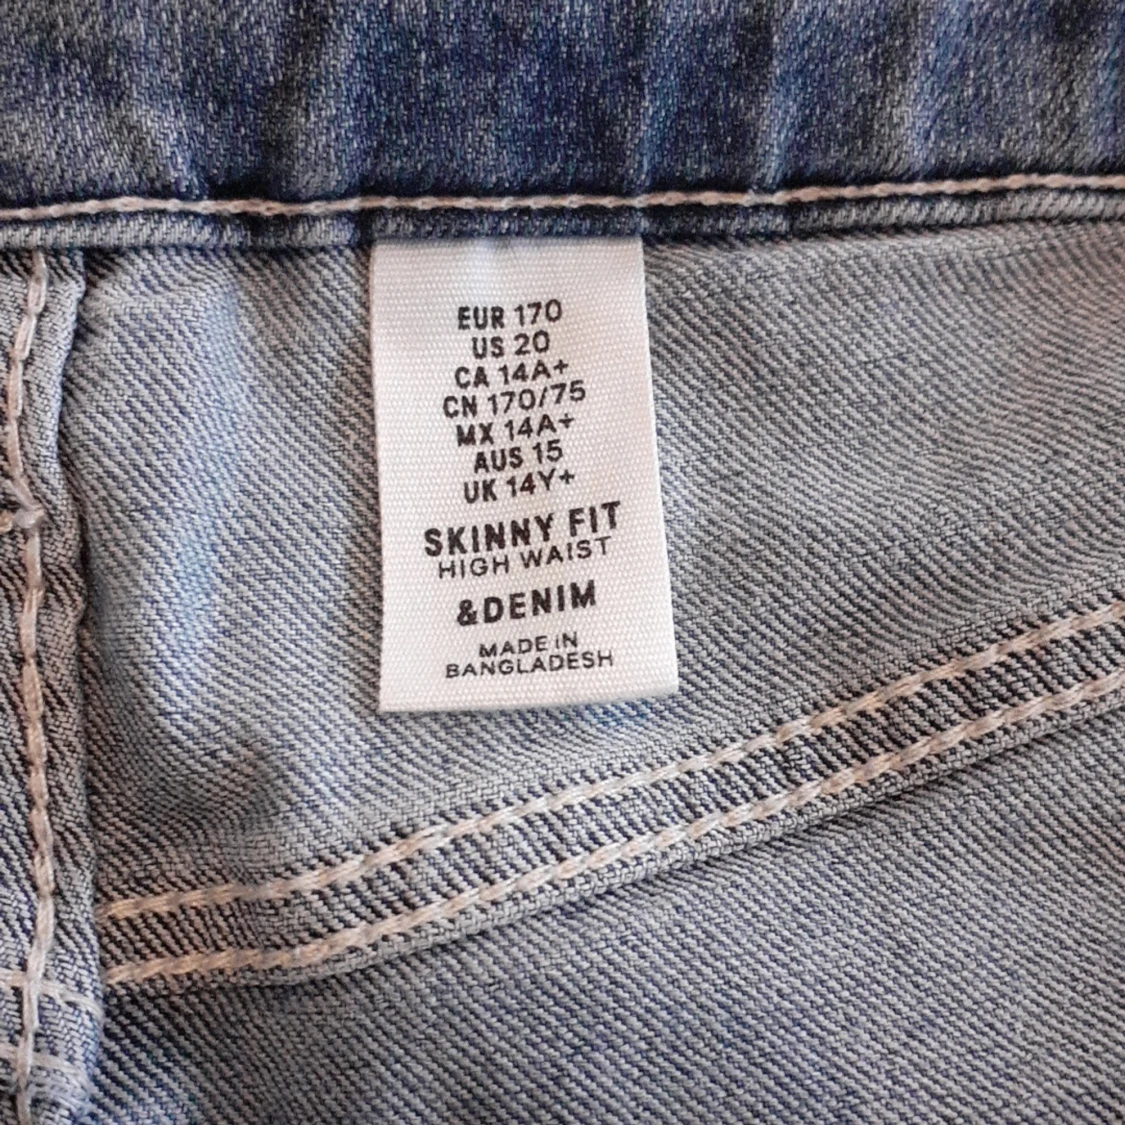 EUR 170
US 20
CA 14A+
CN 170/75
MX 14A+
AUS 15
UK 14Y+
SKINNY FIT
HIGH WAIST
&DENIM
MADE IN
BANGLADESH